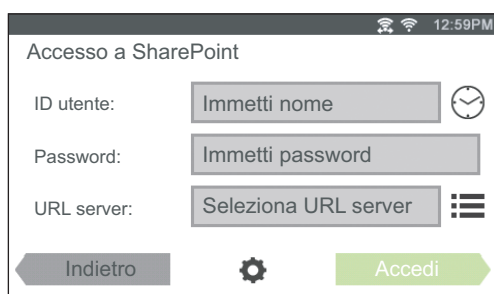 12:59PM
Accesso a SharePoint
ID utente: Immetti nome
Password: Immetti password
URL server: Seleziona URL server
Indietro Accedi